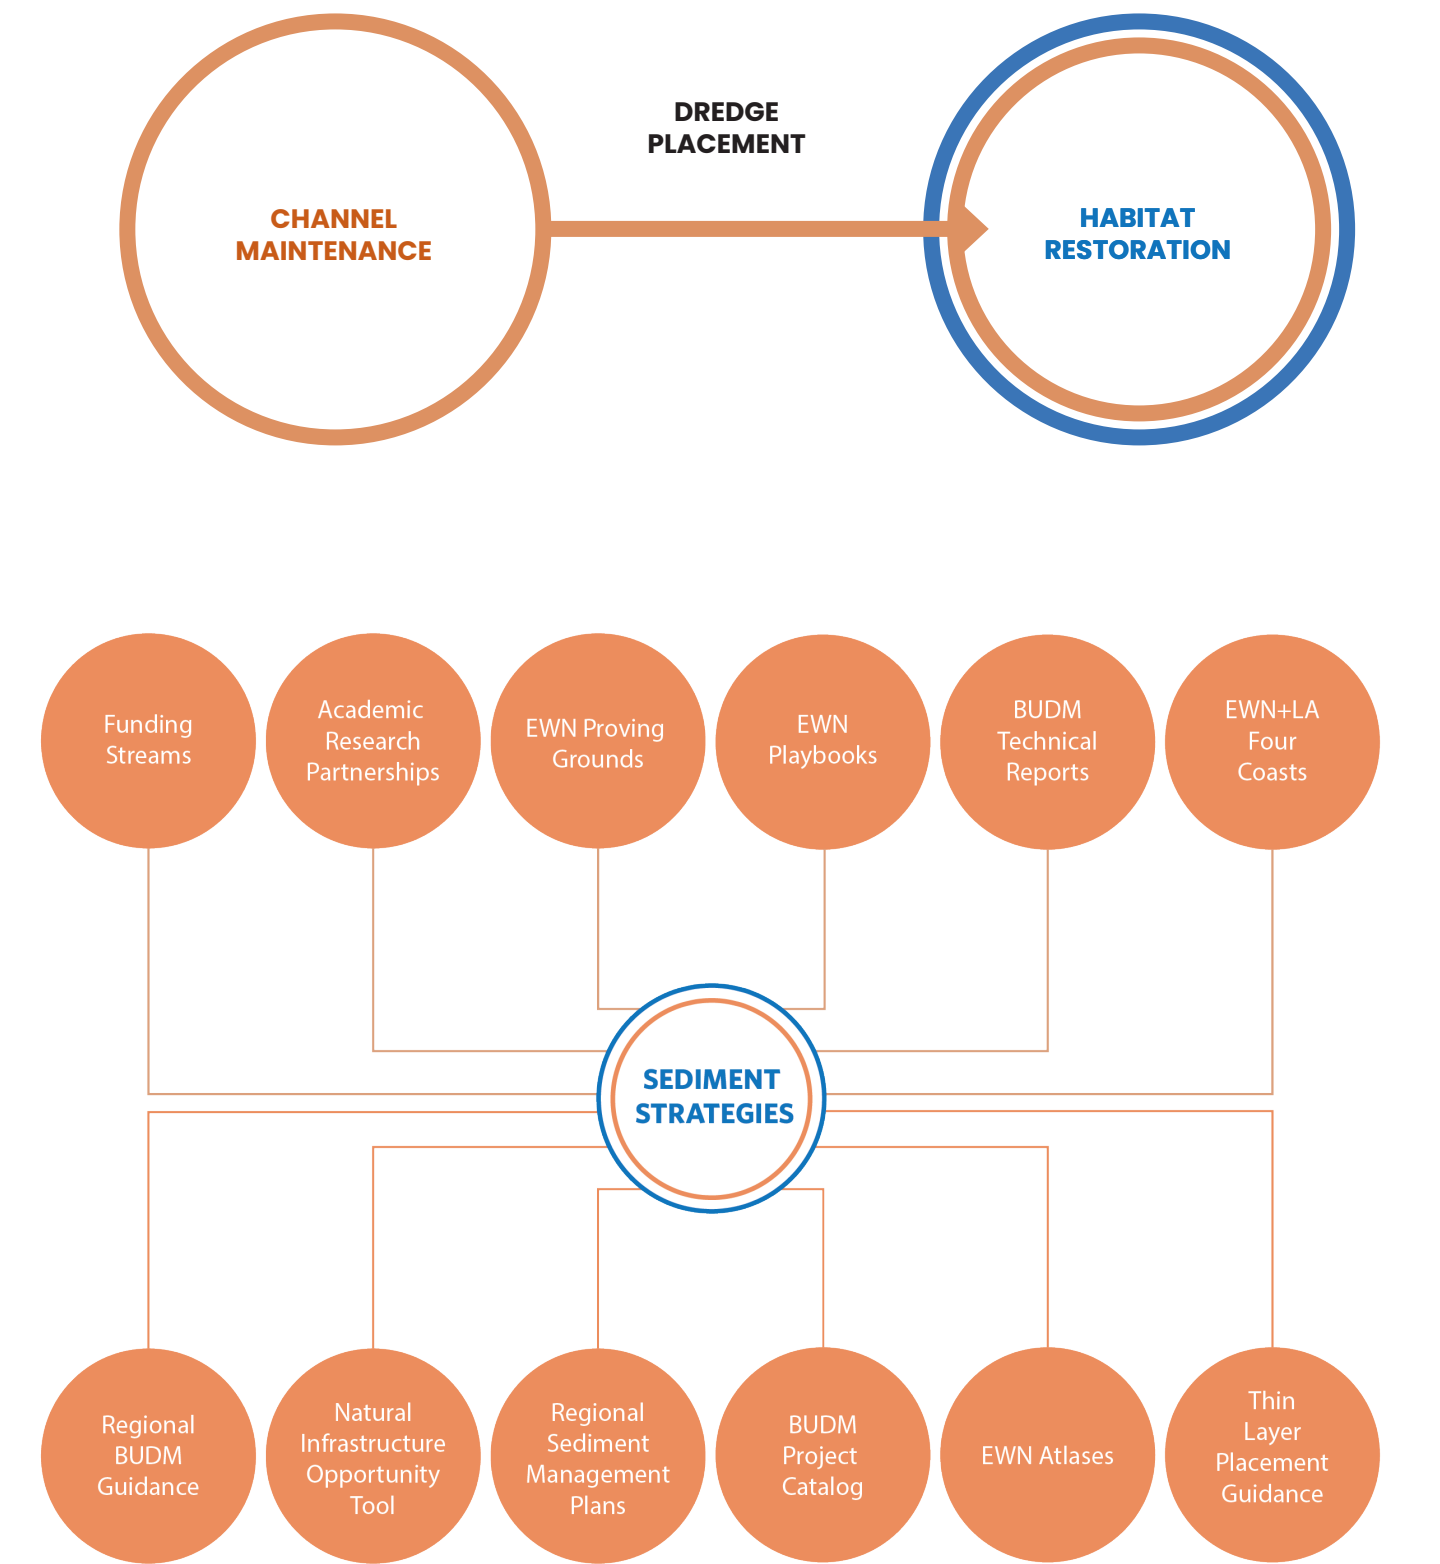 DREDGE
PLACEMENT
CHANNEL
MAINTENANCE
HABITAT
RESTORATION
Funding
Streams
Academic
Research
Partnerships
EWN Proving
Grounds
EWN
Playbooks
BUDM
Technical
Reports
EWN+LA
Four
Coasts
SEDIMENT
STRATEGIES
Regional
BUDM
Guidance
Natural
Infrastructure
Opportunity
Tool
Regional
Sediment
Management
Plans
BUDM
Project
Catalog
EWN Atlases
Thin
Layer
Placement
Guidance